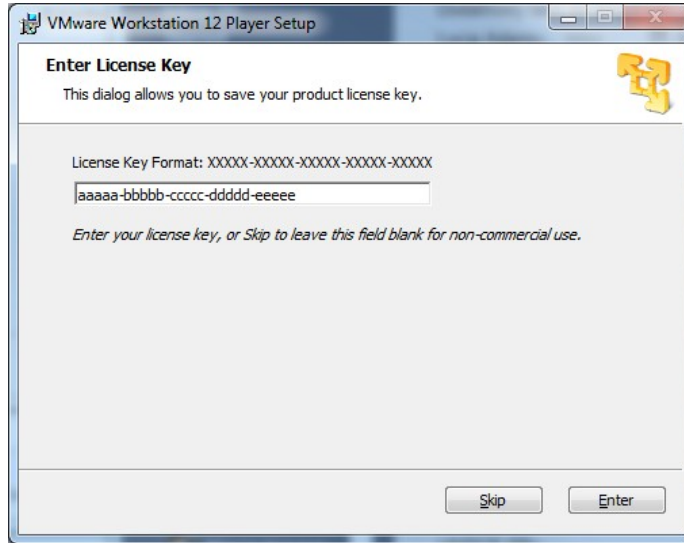 VMware Workstation 12 Player Setup
Enter License Key
This dialog allows you to save your product license key.
License Key Format: XXXXX-XXXXX-XXXXX-XXXXX-XXXXX
aaaaa-bbbbb-ccccc-ddddd-eeeee
Enter your license key, or Skip to leave this field blank for non-commercial use.
Skip
Enter